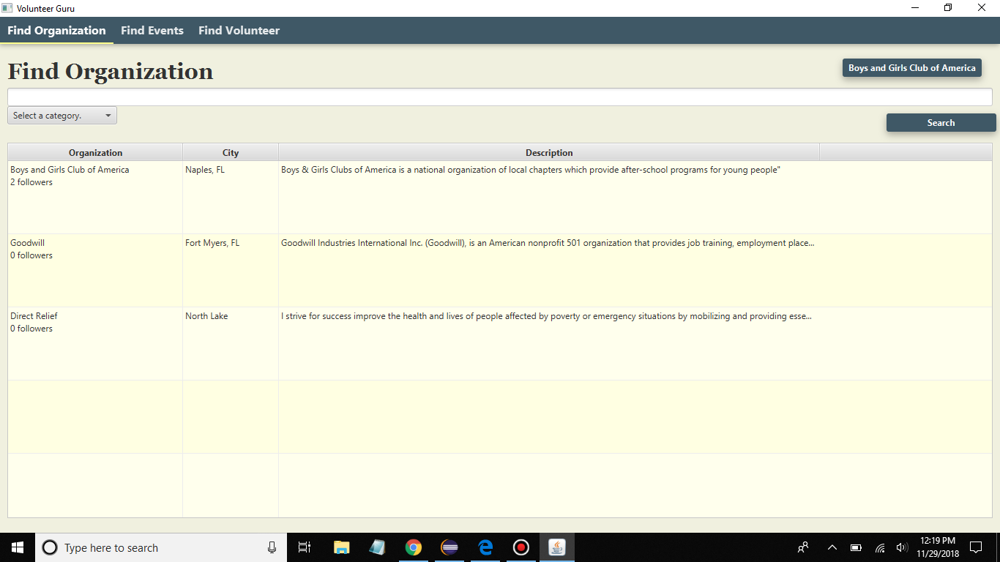 Volunteer Guru
Find Organization Find Events Find Volunteer
Find Organization
Boys and Girls Club of America
Select a category.
Search
Organization City Description
Boys and Girls Club of America Naples, FL Boys & Girls Clubs of America is a national organization of local chapters which provide after-school programs for young people"
2 followers
Goodwill Fort Myers, FL Goodwill Industries International Inc. (Goodwill), is an American nonprofit 501 organization that provides job training, employment place...
0 followers
Direct Relief North Lake I strive for success improve the health and lives of people affected by poverty or emergency situations by mobilizing and providing esse...
0 followers
Type here to search
12:19 PM
11/29/2018